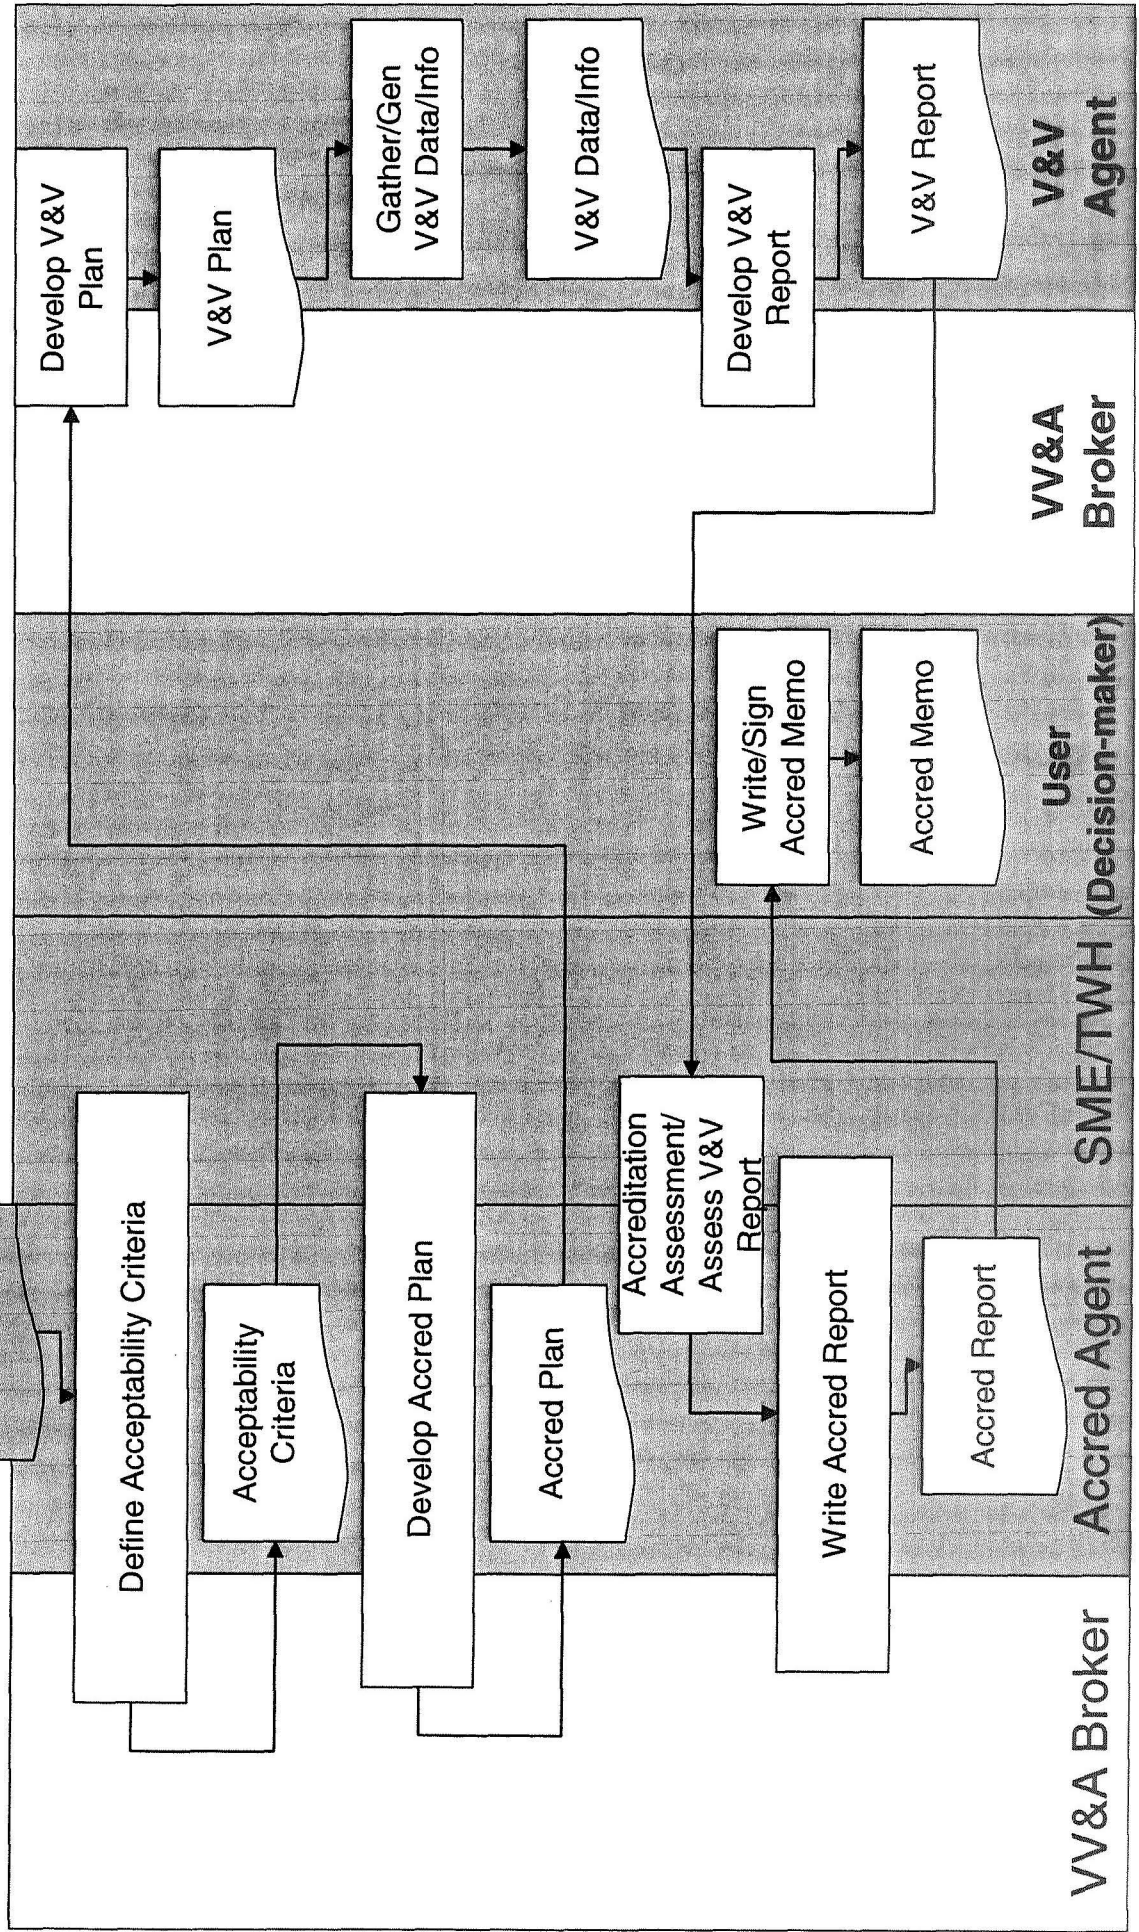 Define Acceptability Criteria
Acceptability
Criteria
Develop Accred Plan
Accred Plan
Accreditation
Assessment/
Assess V&V
Report
Write Accred Report
Accred Report
Write/Sign
Accred Memo
Accred Memo
Develop V&V
Plan
V&V Plan
Gather/Gen
V&V Data/Info
V&V Data/Info
Develop V&V
Report
V&V Report
VV&A Broker
Accred Agent
SME/TWH
User
(Decision-maker)
VV&A
Broker
V&V
Agent